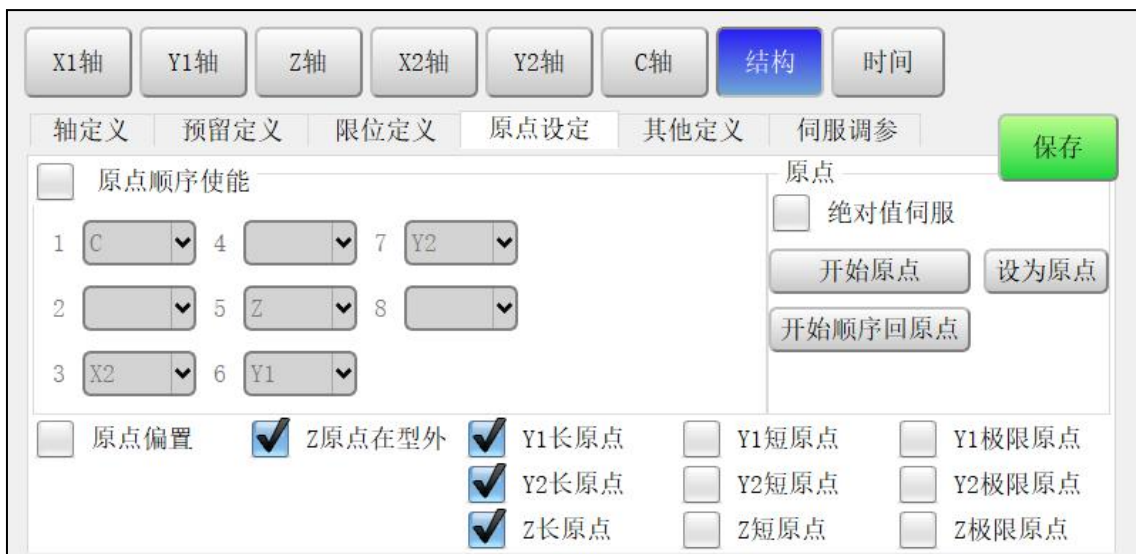 X1轴 Y1轴 Z轴 X2轴 Y2轴 C轴 结构 时间
轴定义 预留定义 限位定义 原点设定 其他定义 伺服调参 保存
原点顺序使能 原点
绝对值伺服
1 C 4 7 Y2
开始原点 设为原点
2 5 Z 8
开始顺序回原点
3 X2 6 Y1
原点偏置 Z原点在型外 Y1长原点 Y1短原点 Y1极限原点
Y2长原点 Y2短原点 Y2极限原点
Z长原点 Z短原点 Z极限原点